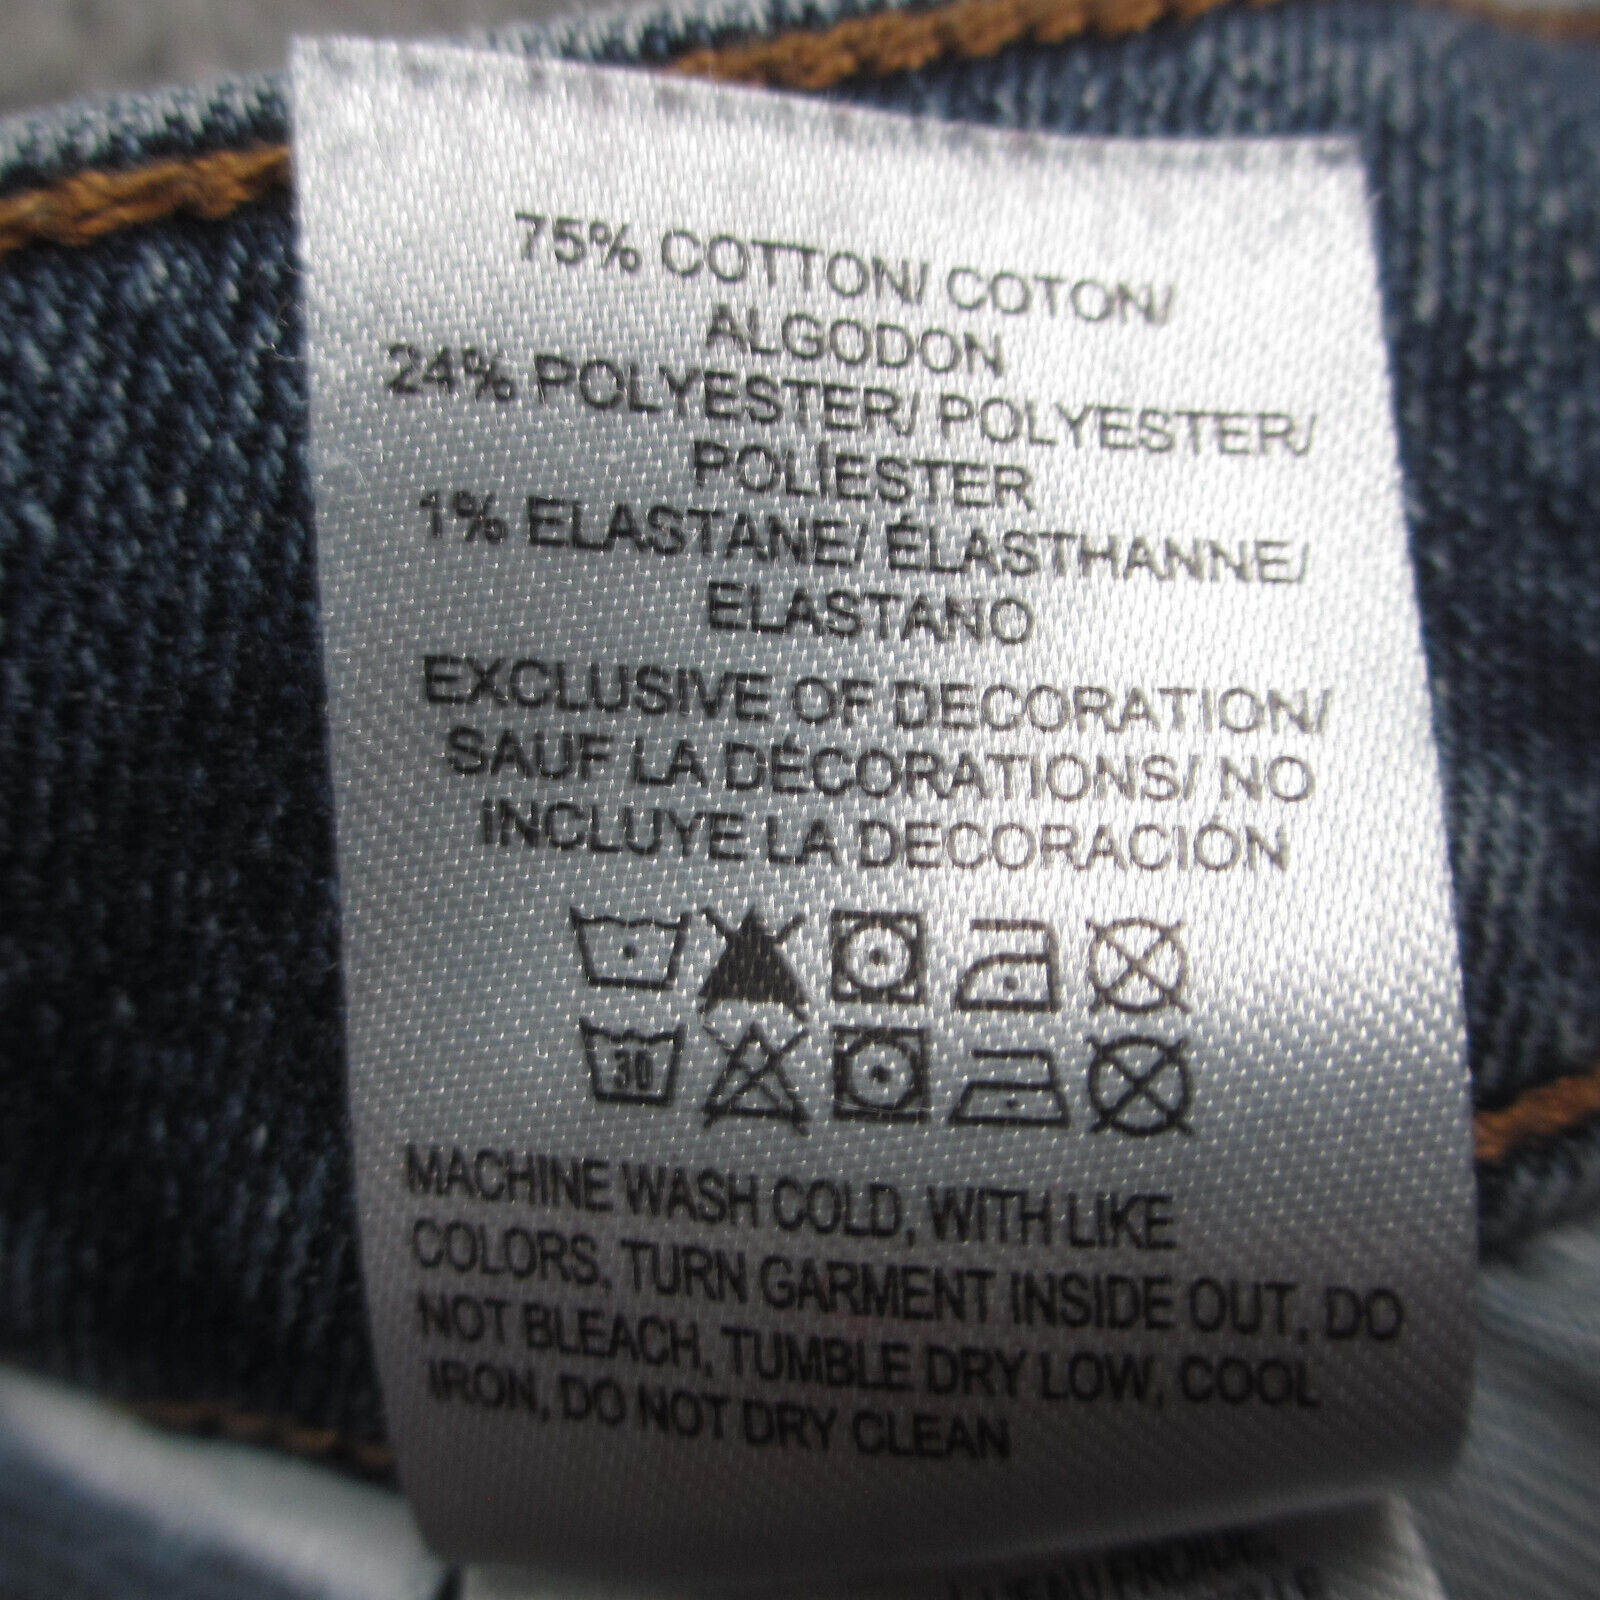 75% COTTON/ COTON/
ALGODON
24% POLYESTER/ POLYESTER/
POLIÉSTER
1% ELASTANE/ ÉLASTHANNE/
ELASTANO
EXCLUSIVE OF DECORATION/
SAUF LA DÉCORATIONS/ NO
INCLUYE LA DECORACIÓN
30
MACHINE WASH COLD, WITH LIKE
COLORS, TURN GARMENT INSIDE OUT, DO
NOT BLEACH, TUMBLE DRY LOW, COOL
IRON, DO NOT DRY CLEAN